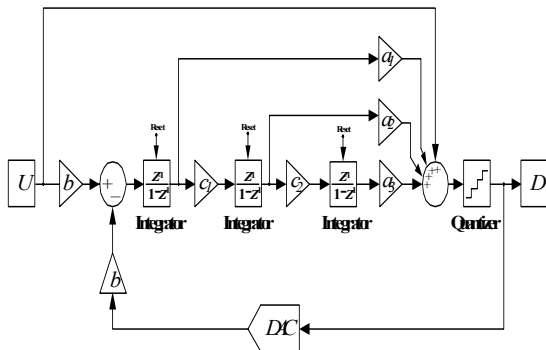 a1
a2
Reset
Reset
Reset
U
b
+
−
z-1
1-z-1
c1
z-1
1-z-1
c2
z-1
1-z-1
a3
+
+
+
+
D
Integrator
Integrator
Integrator
Quantizer
b
DAC